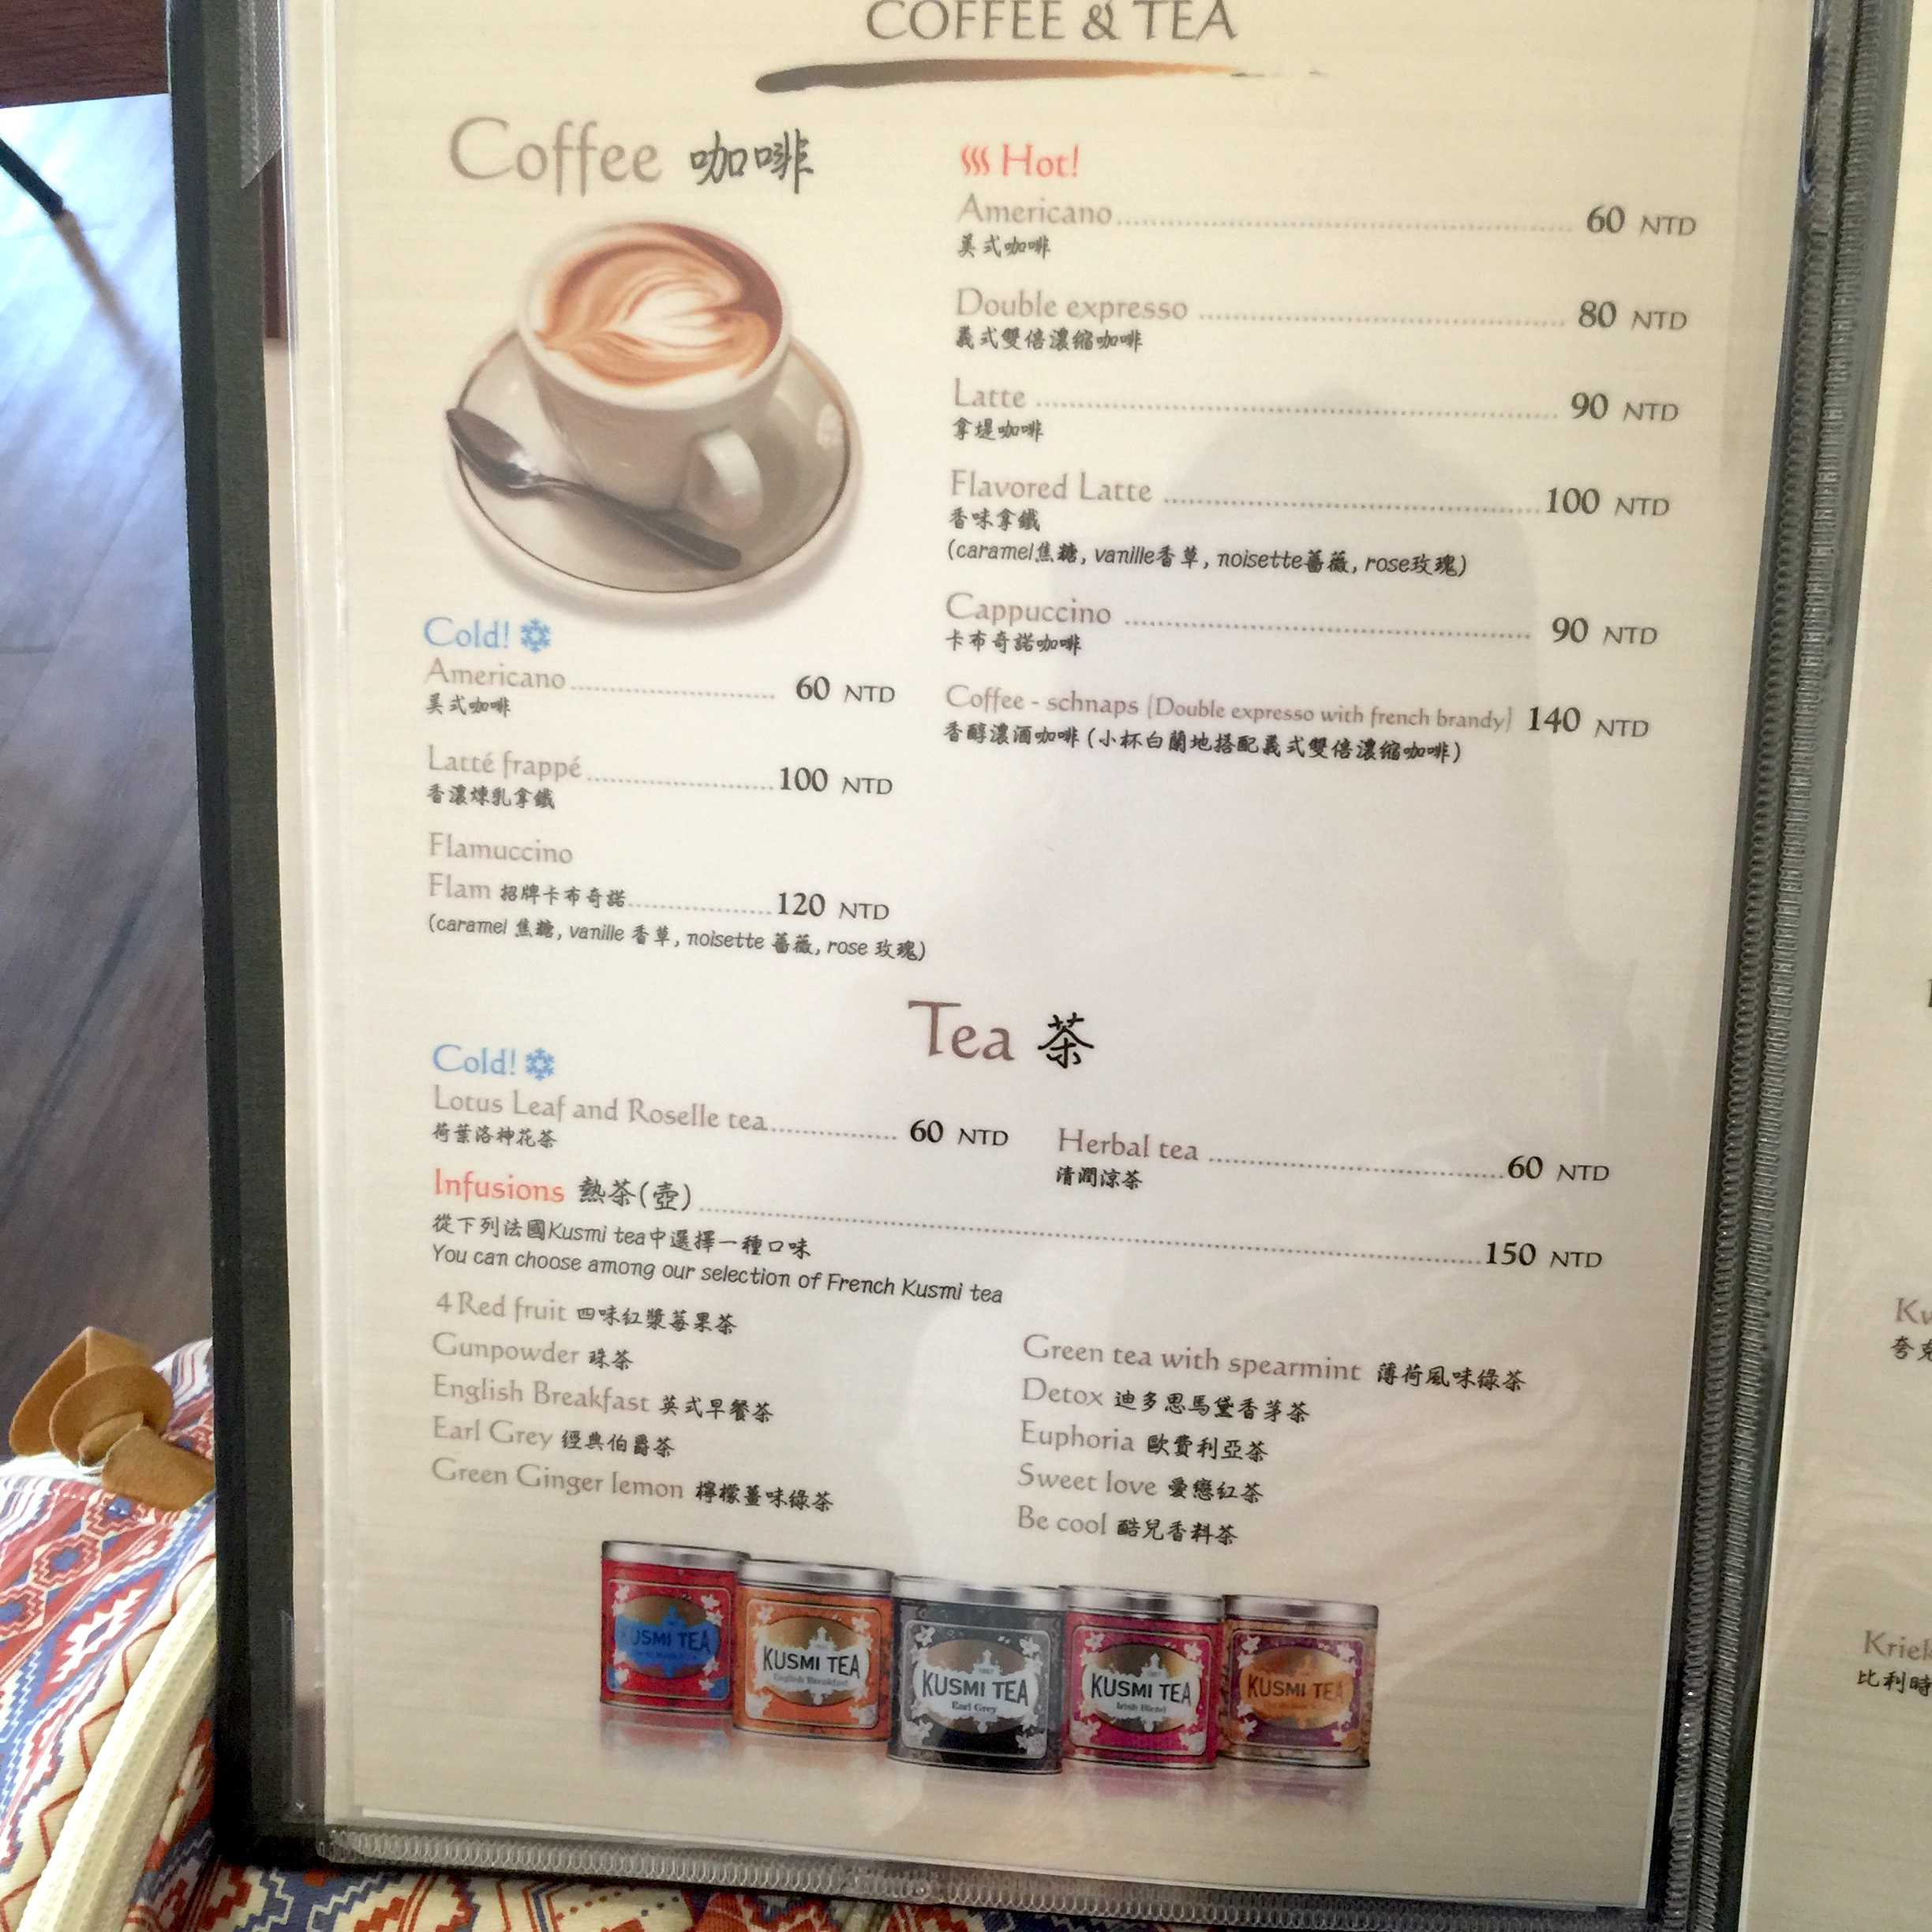 COFFEE & TEA
Coffee 咖啡
Hot!
Americano 60 NTD
美式咖啡
Double expresso 80 NTD
義式雙倍濃縮咖啡
Latte 90 NTD
拿堤咖啡
Flavored Latte 100 NTD
香味拿鐵
(caramel焦糖, vanille香草, noisette薔薇, rose玫瑰)
Cappuccino 90 NTD
卡布奇諾咖啡
Coffee - schnaps (Double expresso with french brandy) 140 NTD
香醇濃酒咖啡 (小杯白蘭地搭配義式雙倍濃縮咖啡)
Cold!
Americano 60 NTD
美式咖啡
Latté frappé 100 NTD
香濃煉乳拿鐵
Flamuccino
Flam 招牌卡布奇諾 120 NTD
(caramel 焦糖, vanille 香草, noisette 薔薇, rose 玫瑰)
Tea 茶
Cold!
Lotus Leaf and Roselle tea 60 NTD
荷葉洛神花茶
Herbal tea 60 NTD
清潤涼茶
Infusions 熱茶(壺) 150 NTD
從下列法國Kusmi tea中選擇一種口味
You can choose among our selection of French Kusmi tea
4 Red fruit 四味紅漿莓果茶
Gunpowder 珠茶
English Breakfast 英式早餐茶
Earl Grey 經典伯爵茶
Green Ginger lemon 檸檬薑味綠茶
Green tea with spearmint 薄荷風味綠茶
Detox 迪多思馬黛香茅茶
Euphoria 歐費利亞茶
Sweet love 愛戀紅茶
Be cool 酷兒香料茶
KUSMI TEA
KUSMI TEA
English Breakfast
KUSMI TEA
Earl Grey
KUSMI TEA
Irish Blend
KUSMI TEA
Kriek
比利時